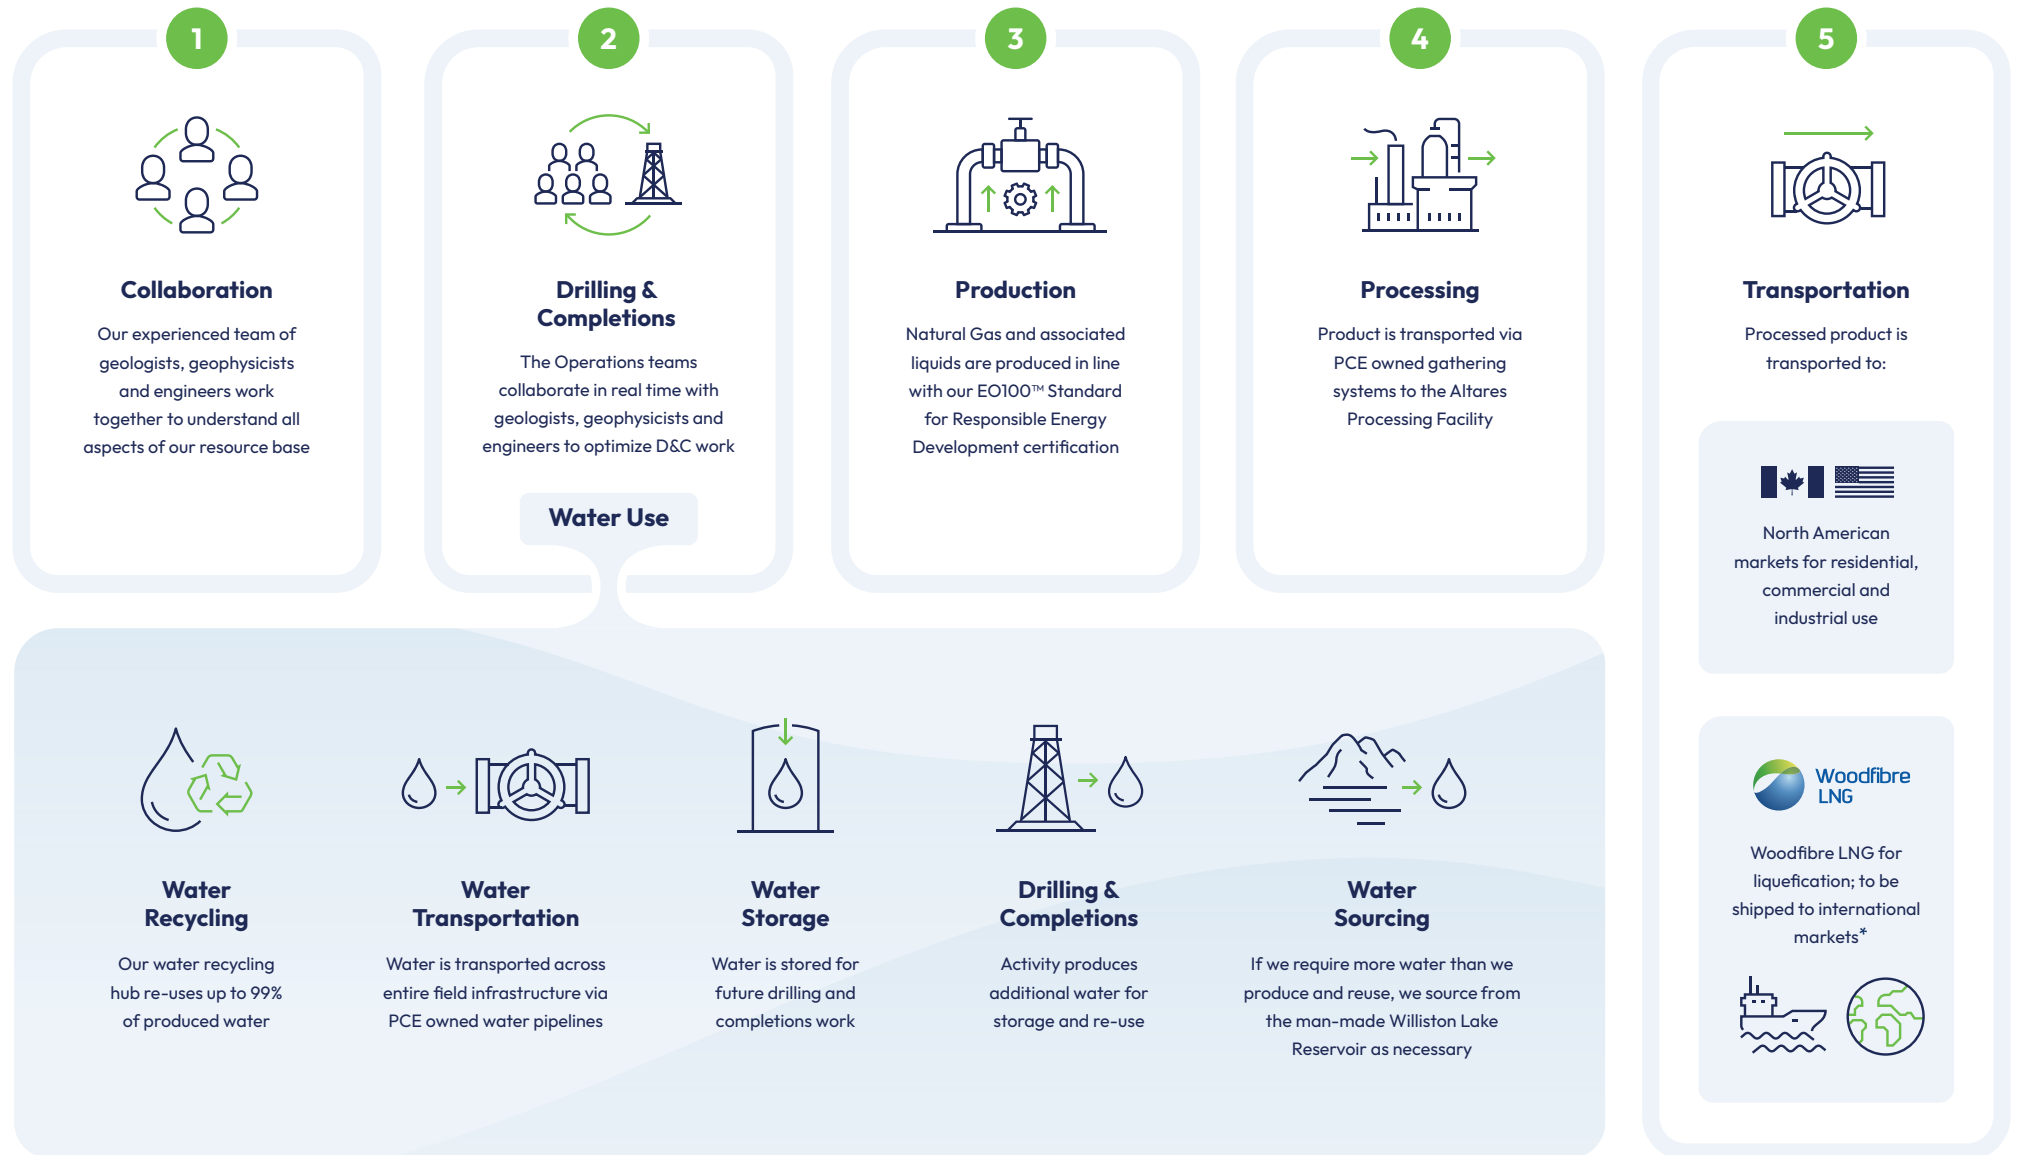 1
Collaboration
Our experienced team of
geologists, geophysicists
and engineers work
together to understand all
aspects of our resource base
2
Drilling &
Completions
The Operations teams
collaborate in real time with
geologists, geophysicists and
engineers to optimize D&C work
Water Use
3
Production
Natural Gas and associated
liquids are produced in line
with our EO100™ Standard
for Responsible Energy
Development certification
4
Processing
Product is transported via
PCE owned gathering
systems to the Altares
Processing Facility
5
Transportation
Processed product is
transported to:
North American
markets for residential,
commercial and
industrial use
Woodfibre
LNG
Woodfibre LNG for
liquefication; to be
shipped to international
markets*
Water
Recycling
Our water recycling
hub re-uses up to 99%
of produced water
Water
Transportation
Water is transported across
entire field infrastructure via
PCE owned water pipelines
Water
Storage
Water is stored for
future drilling and
completions work
Drilling &
Completions
Activity produces
additional water for
storage and re-use
Water
Sourcing
If we require more water than we
produce and reuse, we source from
the man-made Williston Lake
Reservoir as necessary